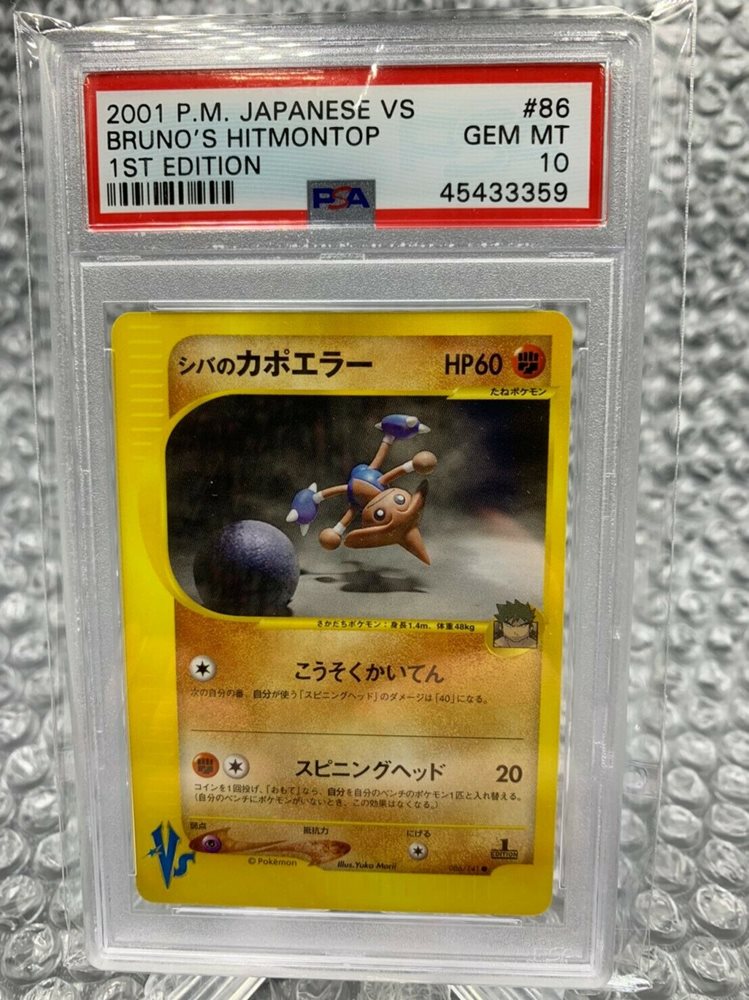 2001 P.M. JAPANESE VS #86
BRUNO'S HITMONTOP GEM MT
1ST EDITION 10
PSA 45433359
シバのカポエラー HP60
たねポケモン
さかだちポケモン：身長1.4m、体重48kg
こうそくかいてん
次の自分の番、自分が使う「スピニングヘッド」のダメージは「40」になる。
スピニングヘッド 20
コインを1回投げ、「おもて」なら、自分を自分のベンチのポケモン1匹と入れ替える。
（自分のベンチにポケモンがいないとき、この効果はなくなる。）
弱点 抵抗力 にげる
1
EDITION
VS
© Pokémon Illus.Yuka Morii 086/141